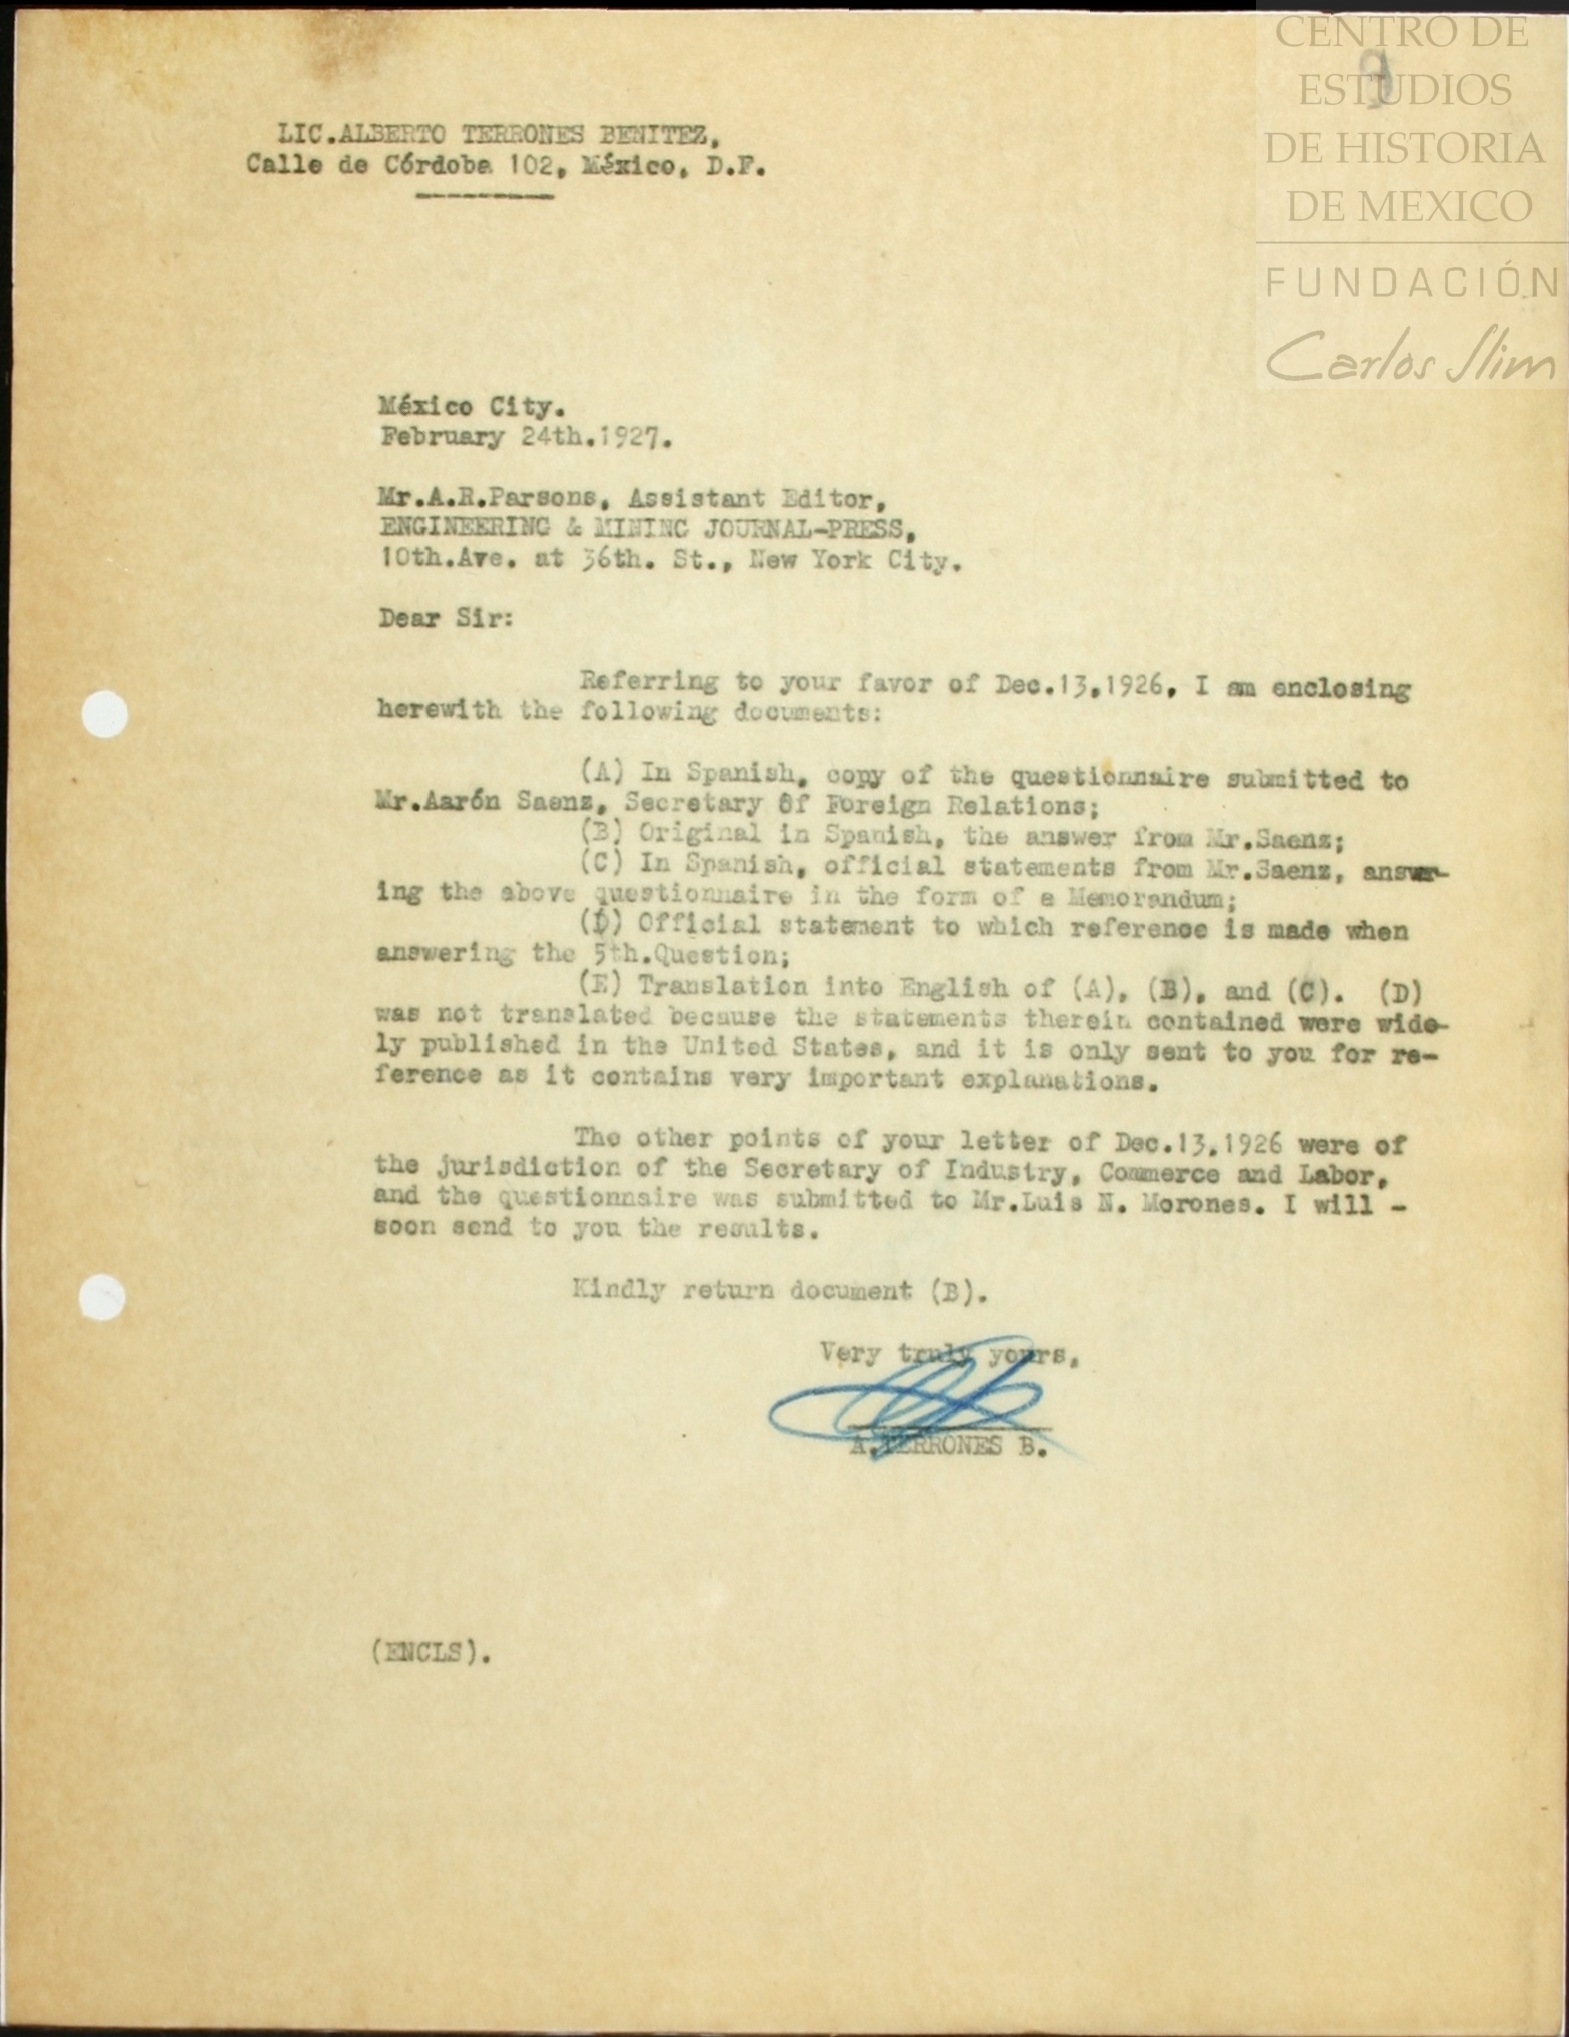 CENTRO DE
ESTUDIOS
DE HISTORIA
DE MEXICO
FUNDACIÓN
Carlos Slim
9
LIC.ALBERTO TERRONES BENITEZ,
Calle de Córdoba 102, México, D.F.
México City.
February 24th.1927.
Mr.A.R.Parsons, Assistant Editor,
ENGINEERING & MINING JOURNAL-PRESS,
10th.Ave. at 36th. St., New York City.
Dear Sir:
Referring to your favor of Dec.13,1926, I am enclosing
herewith the following documents:
(A) In Spanish, copy of the questionnaire submitted to
Mr.Aarón Saenz, Secretary Of Foreign Relations;
(B) Original in Spanish, the answer from Mr.Saenz;
(C) In Spanish, official statements from Mr.Saenz, answr-
ing the above questionnaire in the form of a Memorandum;
(D) Official statement to which reference is made when
answering the 5th.Question;
(E) Translation into English of (A), (B), and (C). (D)
was not translated because the statements therein contained were wide-
ly published in the United States, and it is only sent to you for re-
ference as it contains very important explanations.
The other points of your letter of Dec.13,1926 were of
the jurisdiction of the Secretary of Industry, Commerce and Labor,
and the questionnaire was submitted to Mr.Luis N. Morones. I will -
soon send to you the results.
Kindly return document (B).
Very truly yours,
A.TERRONES B.
(ENCLS).